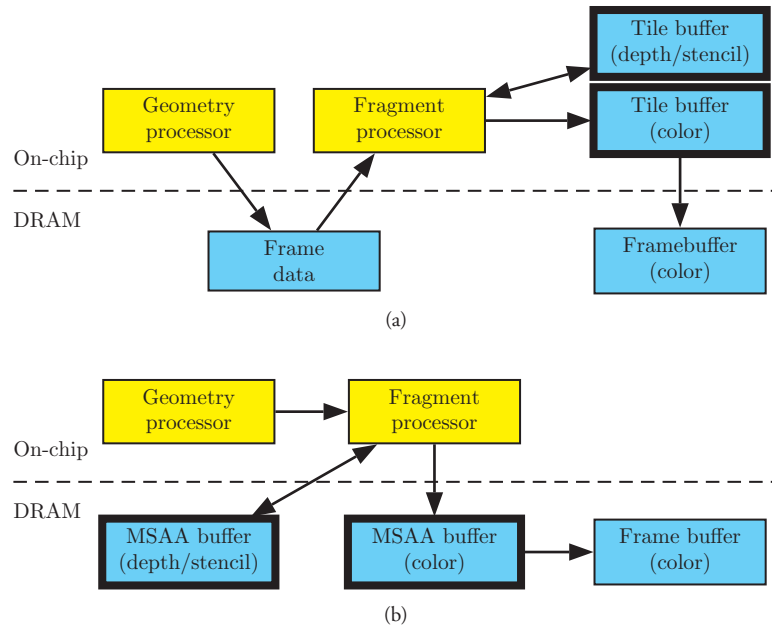 Tile buffer
(depth/stencil)
Geometry
processor
Fragment
processor
Tile buffer
(color)
On-chip
DRAM
Frame
data
Framebuffer
(color)
(a)
Geometry
processor
Fragment
processor
On-chip
DRAM
MSAA buffer
(depth/stencil)
MSAA buffer
(color)
Frame buffer
(color)
(b)